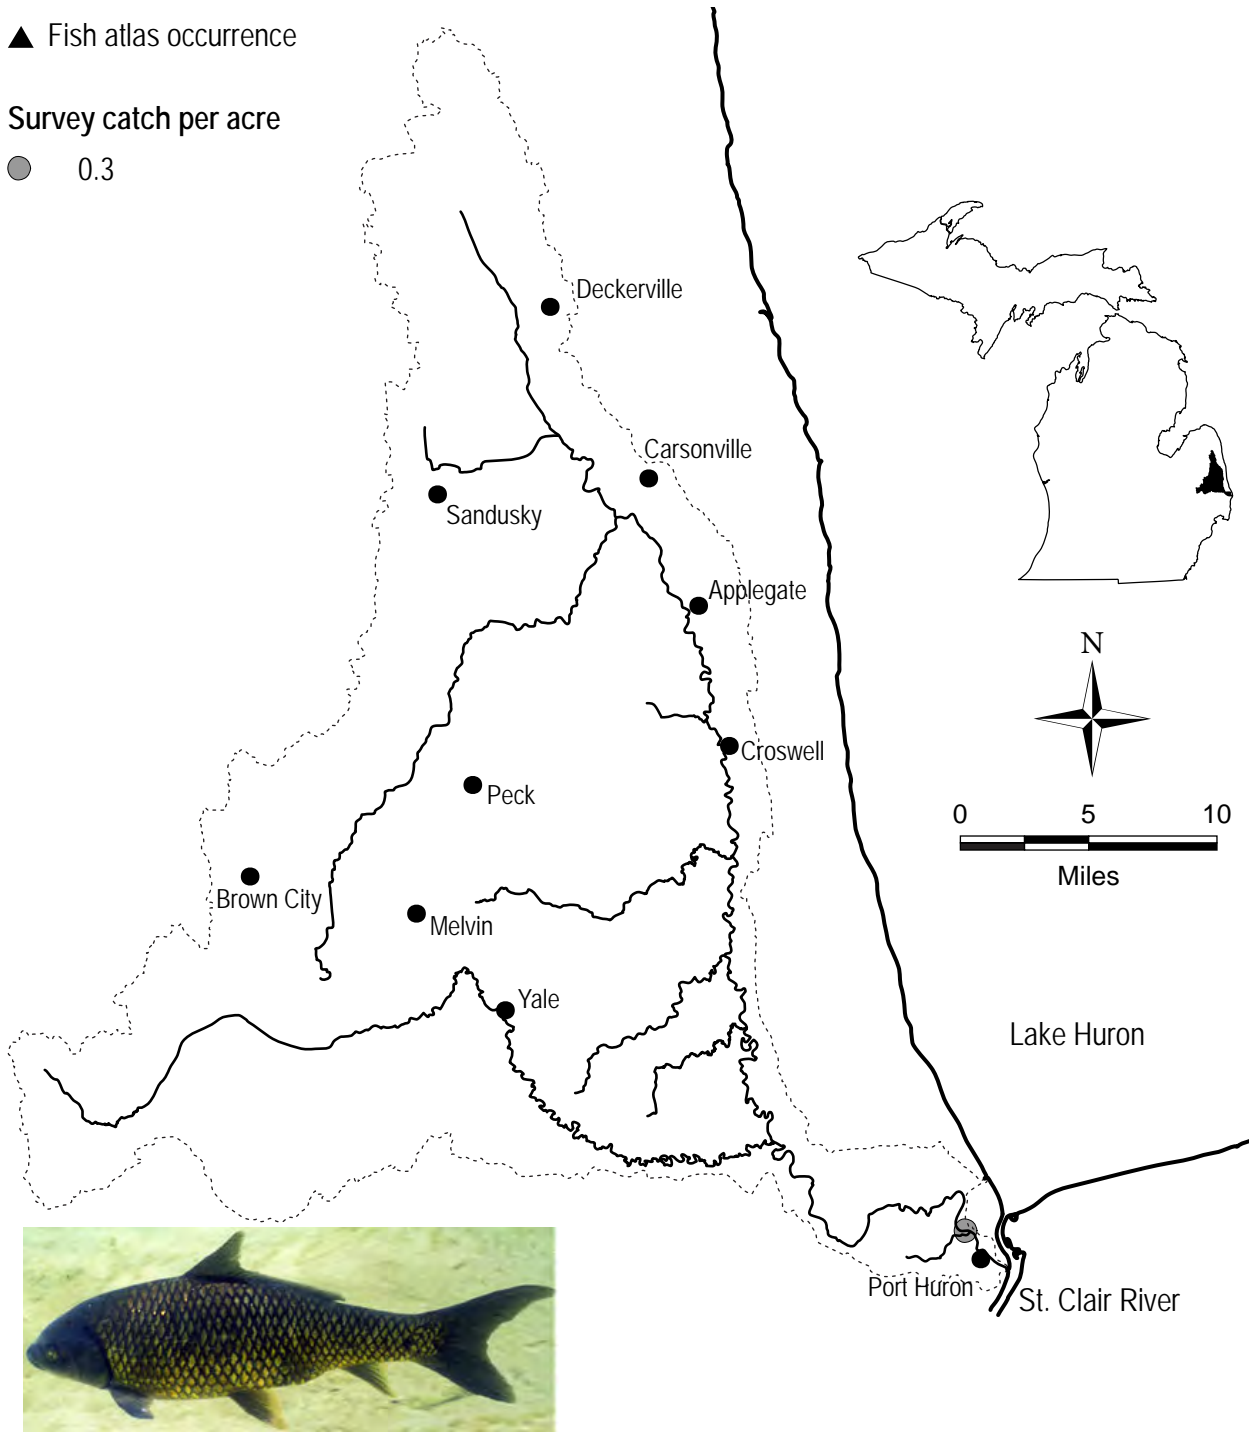 Fish atlas occurrence
Survey catch per acre
0.3
Deckerville
Carsonville
Sandusky
Applegate
N
Croswell
Peck
0 5 10
Miles
Brown City
Melvin
Yale
Lake Huron
Port Huron
St. Clair River